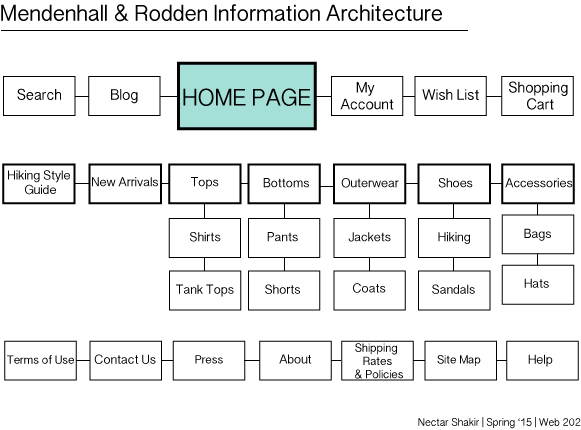 Mendenhall & Rodden Information Architecture
Search
Blog
HOME PAGE
My
Account
Wish List
Shopping
Cart
Hiking Style
Guide
New Arrivals
Tops
Bottoms
Outerwear
Shoes
Accessories
Shirts
Pants
Jackets
Hiking
Bags
Tank Tops
Shorts
Coats
Sandals
Hats
Terms of Use
Contact Us
Press
About
Shipping
Rates
& Policies
Site Map
Help
Nectar Shakir | Spring ‘15 | Web 202